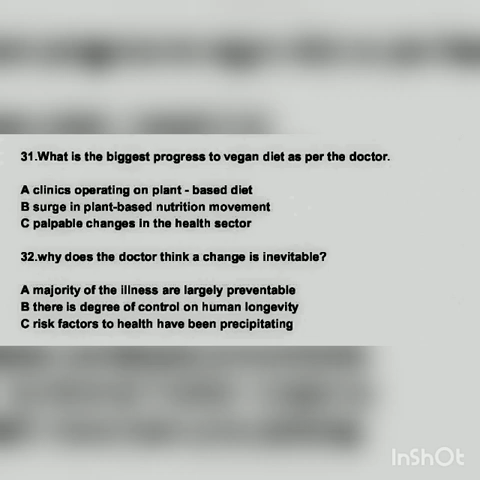 31.What is the biggest progress to vegan diet as per the doctor.
A clinics operating on plant - based diet
B surge in plant-based nutrition movement
C palpable changes in the health sector
32.why does the doctor think a change is inevitable?
A majority of the illness are largely preventable
B there is degree of control on human longevity
C risk factors to health have been precipitating
InShOt